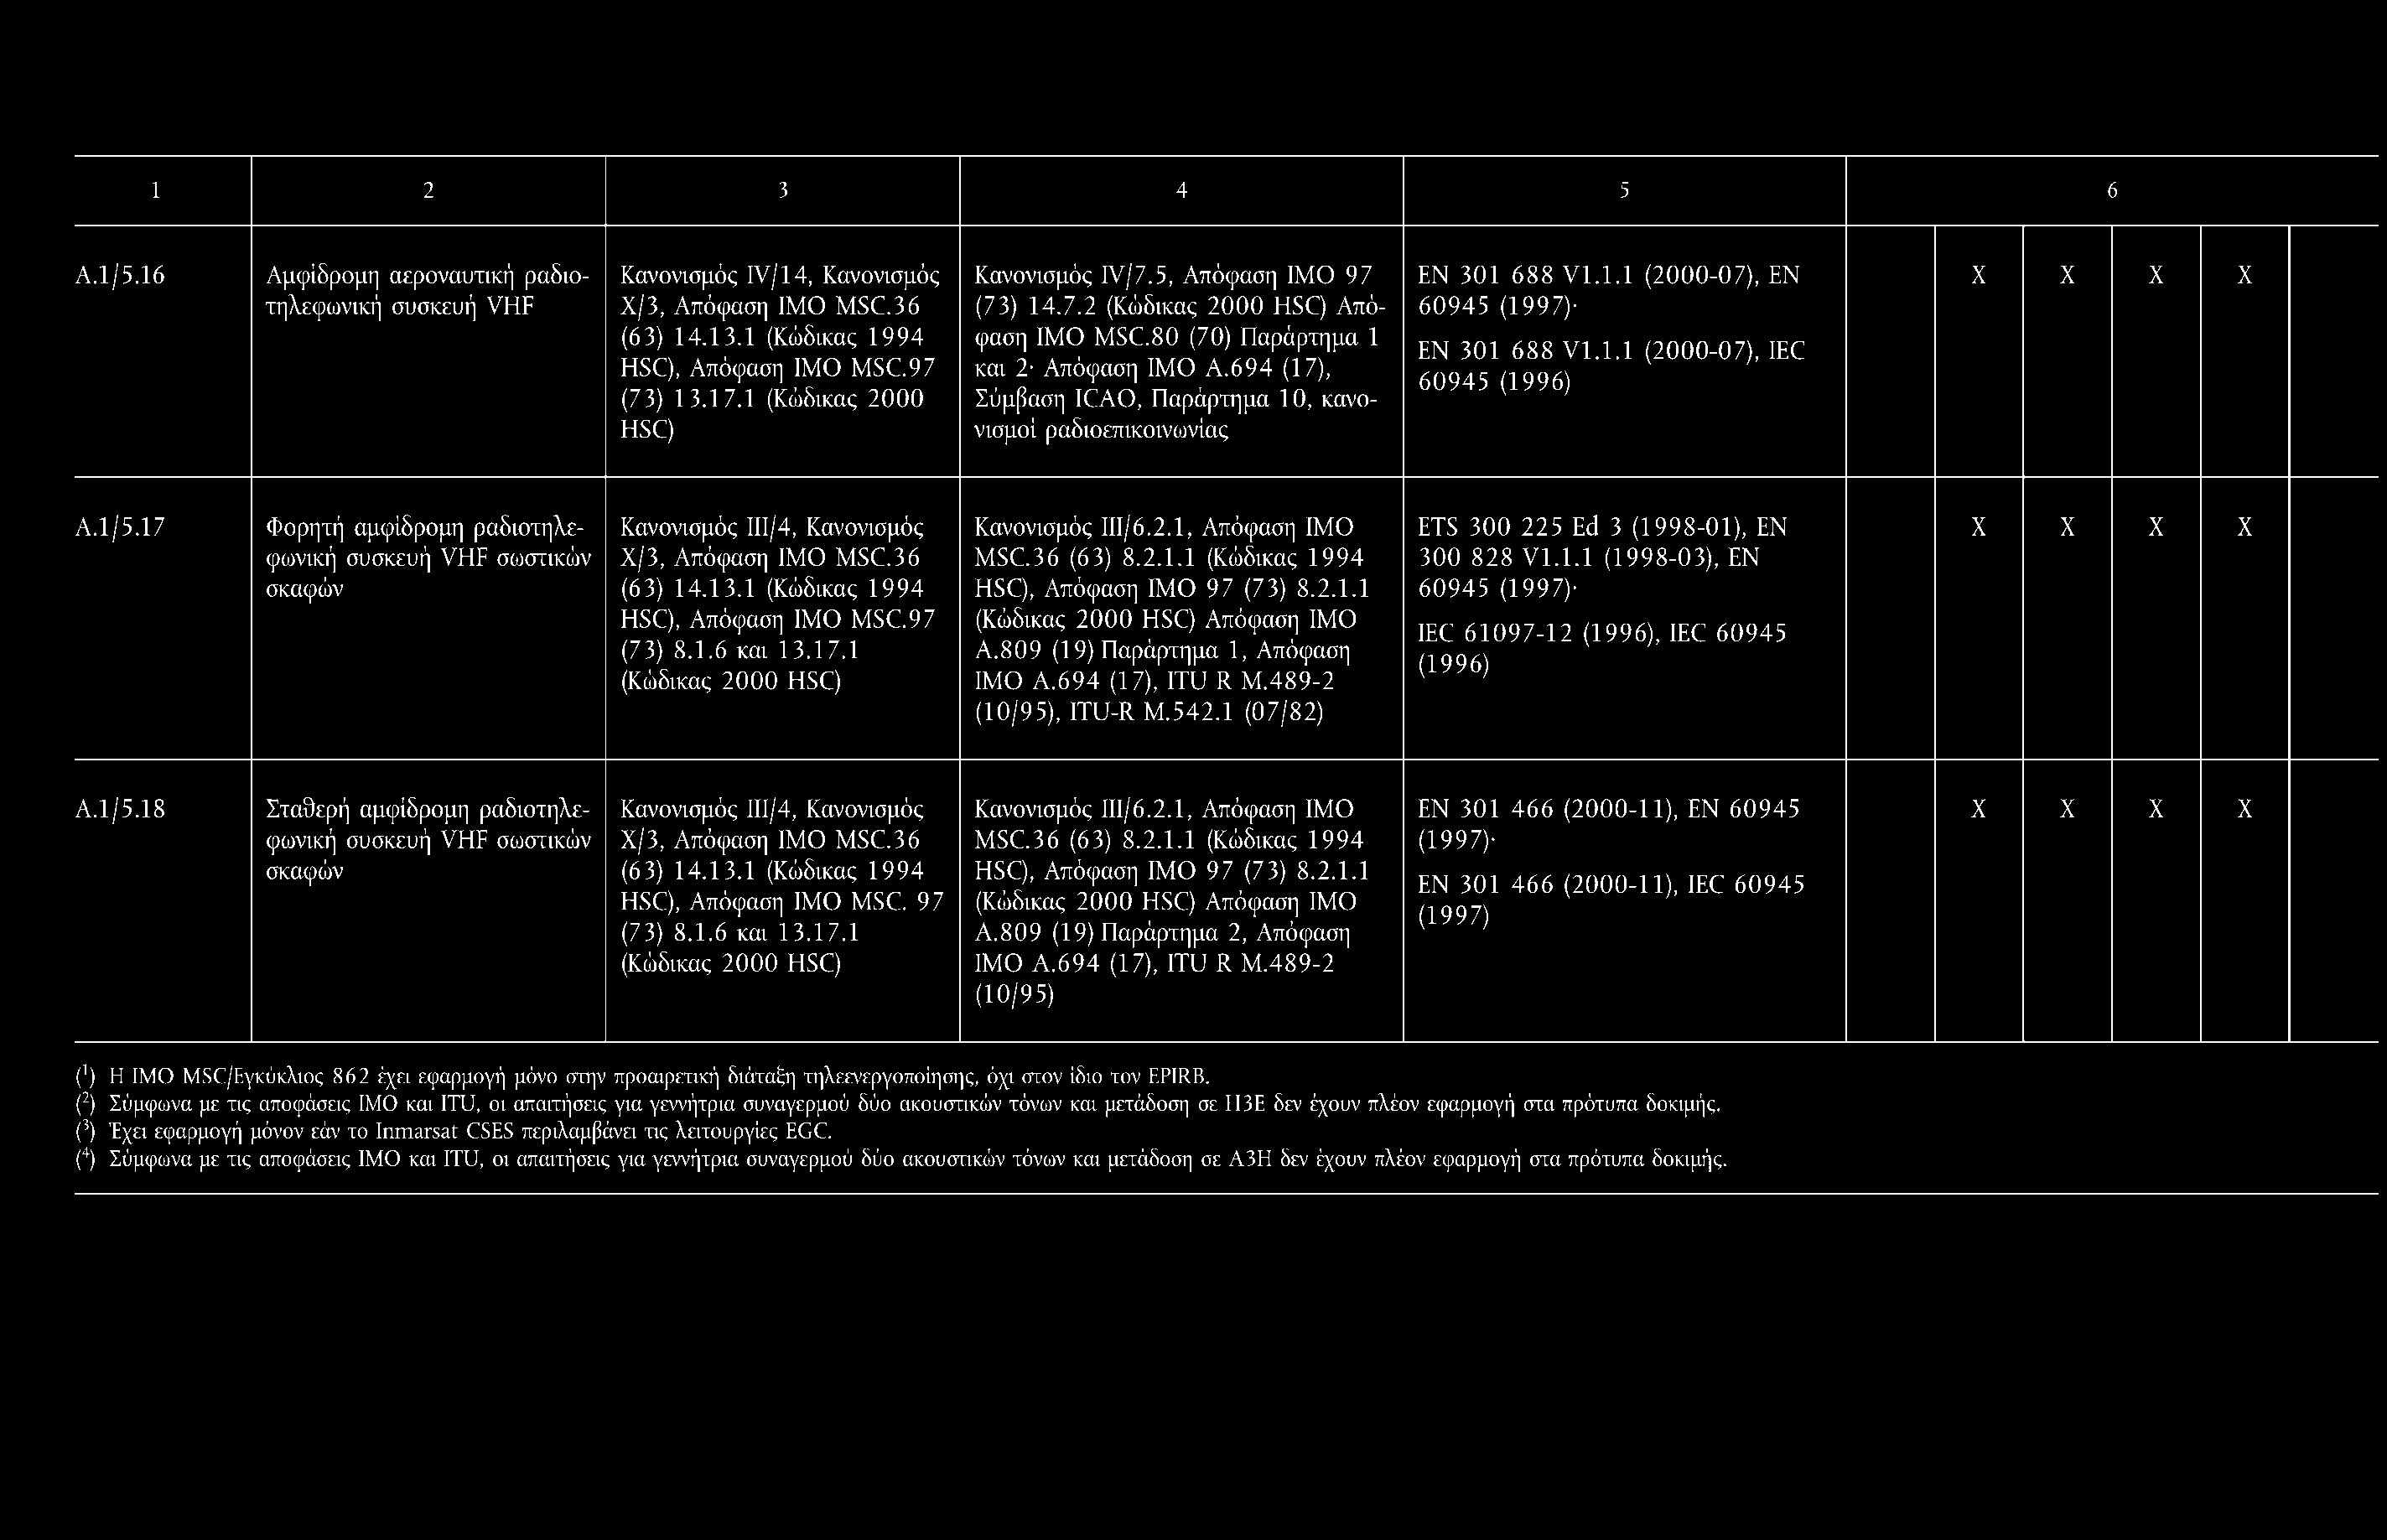 1 2 3 4 5 6
A.1/5.16
Αμφίδρομη αεροναυτική ραδιο-
τηλεφωνική συσκευή VHF
Κανονισμός IV/14, Κανονισμός
X/3, Απόφαση IMO MSC.36
(63) 14.13.1 (Κώδικας 1994
HSC), Απόφαση IMO MSC.97
(73) 13.17.1 (Κώδικας 2000
HSC)
Κανονισμός IV/7.5, Απόφαση IMO 97
(73) 14.7.2 (Κώδικας 2000 HSC) Από-
φαση IMO MSC.80 (70) Παράρτημα 1
και 2· Απόφαση IMO A.694 (17),
Σύμβαση ICAO, Παράρτημα 10, κανο-
νισμοί ραδιοεπικοινωνίας
EN 301 688 V1.1.1 (2000-07), EN
60945 (1997)·
EN 301 688 V1.1.1 (2000-07), IEC
60945 (1996)
X X X X
A.1/5.17
Φορητή αμφίδρομη ραδιοτηλε-
φωνική συσκευή VHF σωστικών
σκαφών
Κανονισμός III/4, Κανονισμός
X/3, Απόφαση IMO MSC.36
(63) 14.13.1 (Κώδικας 1994
HSC), Απόφαση IMO MSC.97
(73) 8.1.6 και 13.17.1
(Κώδικας 2000 HSC)
Κανονισμός III/6.2.1, Απόφαση IMO
MSC.36 (63) 8.2.1.1 (Κώδικας 1994
HSC), Απόφαση IMO 97 (73) 8.2.1.1
(Κώδικας 2000 HSC) Απόφαση IMO
A.809 (19) Παράρτημα 1, Απόφαση
IMO A.694 (17), ITU R M.489-2
(10/95), ITU-R M.542.1 (07/82)
ETS 300 225 Ed 3 (1998-01), EN
300 828 V1.1.1 (1998-03), EN
60945 (1997)·
IEC 61097-12 (1996), IEC 60945
(1996)
X X X X
A.1/5.18
Σταθερή αμφίδρομη ραδιοτηλε-
φωνική συσκευή VHF σωστικών
σκαφών
Κανονισμός III/4, Κανονισμός
X/3, Απόφαση IMO MSC.36
(63) 14.13.1 (Κώδικας 1994
HSC), Απόφαση IMO MSC. 97
(73) 8.1.6 και 13.17.1
(Κώδικας 2000 HSC)
Κανονισμός III/6.2.1, Απόφαση IMO
MSC.36 (63) 8.2.1.1 (Κώδικας 1994
HSC), Απόφαση IMO 97 (73) 8.2.1.1
(Κώδικας 2000 HSC) Απόφαση IMO
A.809 (19) Παράρτημα 2, Απόφαση
IMO A.694 (17), ITU R M.489-2
(10/95)
EN 301 466 (2000-11), EN 60945
(1997)·
EN 301 466 (2000-11), IEC 60945
(1997)
X X X X
(¹) Η IMO MSC/Εγκύκλιος 862 έχει εφαρμογή μόνο στην προαιρετική διάταξη τηλεενεργοποίησης, όχι στον ίδιο τον EPIRB.
(²) Σύμφωνα με τις αποφάσεις IMO και ITU, οι απαιτήσεις για γεννήτρια συναγερμού δύο ακουστικών τόνων και μετάδοση σε H3E δεν έχουν πλέον εφαρμογή στα πρότυπα δοκιμής.
(³) Έχει εφαρμογή μόνον εάν το Inmarsat CSES περιλαμβάνει τις λειτουργίες EGC.
(⁴) Σύμφωνα με τις αποφάσεις IMO και ITU, οι απαιτήσεις για γεννήτρια συναγερμού δύο ακουστικών τόνων και μετάδοση σε A3H δεν έχουν πλέον εφαρμογή στα πρότυπα δοκιμής.